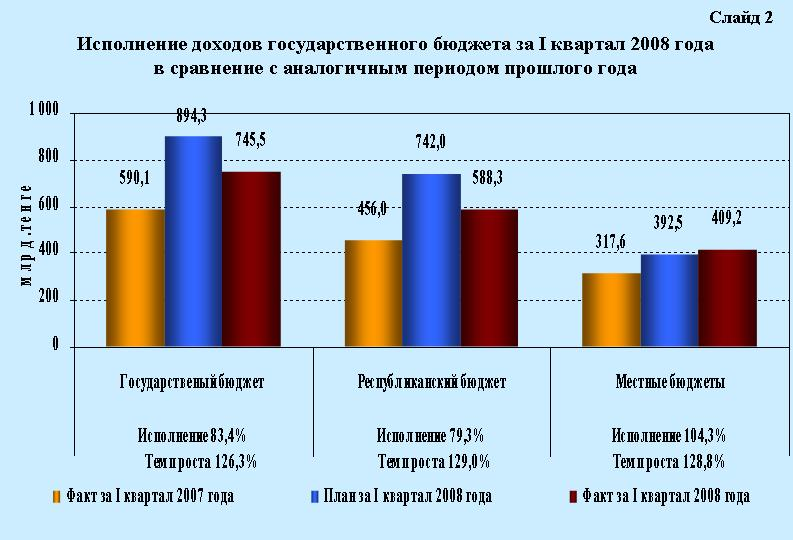 Слайд 2
Исполнение доходов государственного бюджета за I квартал 2008 года
в сравнение с аналогичным периодом прошлого года
млрд.тенге
1 000
800
600
400
200
0
590,1
894,3
745,5
456,0
742,0
588,3
317,6
392,5
409,2
Государственый бюджет
Республиканский бюджет
Местные бюджеты
Исполнение 83,4%
Исполнение 79,3%
Исполнение 104,3%
Темп роста 126,3%
Темп роста 129,0%
Темп роста 128,8%
Факт за I квартал 2007 года
План за I квартал 2008 года
Факт за I квартал 2008 года